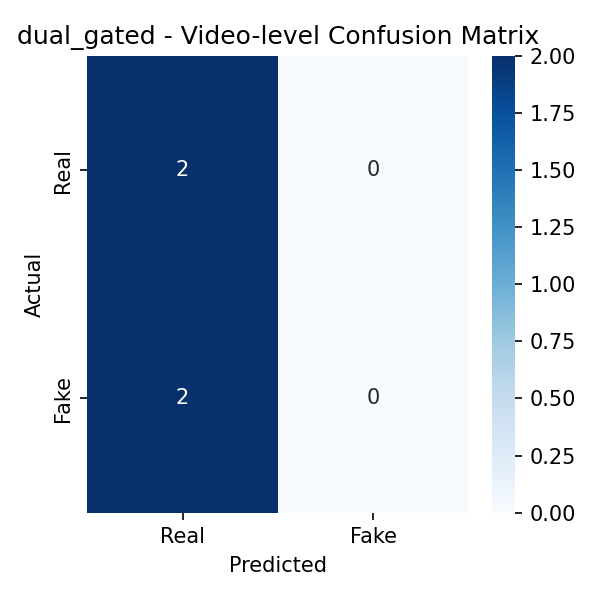 dual_gated - Video-level Confusion Matrix
2.00
1.75
Real
2
0
1.50
1.25
Actual
1.00
0.75
Fake
2
0
0.50
0.25
0.00
Real Fake
Predicted